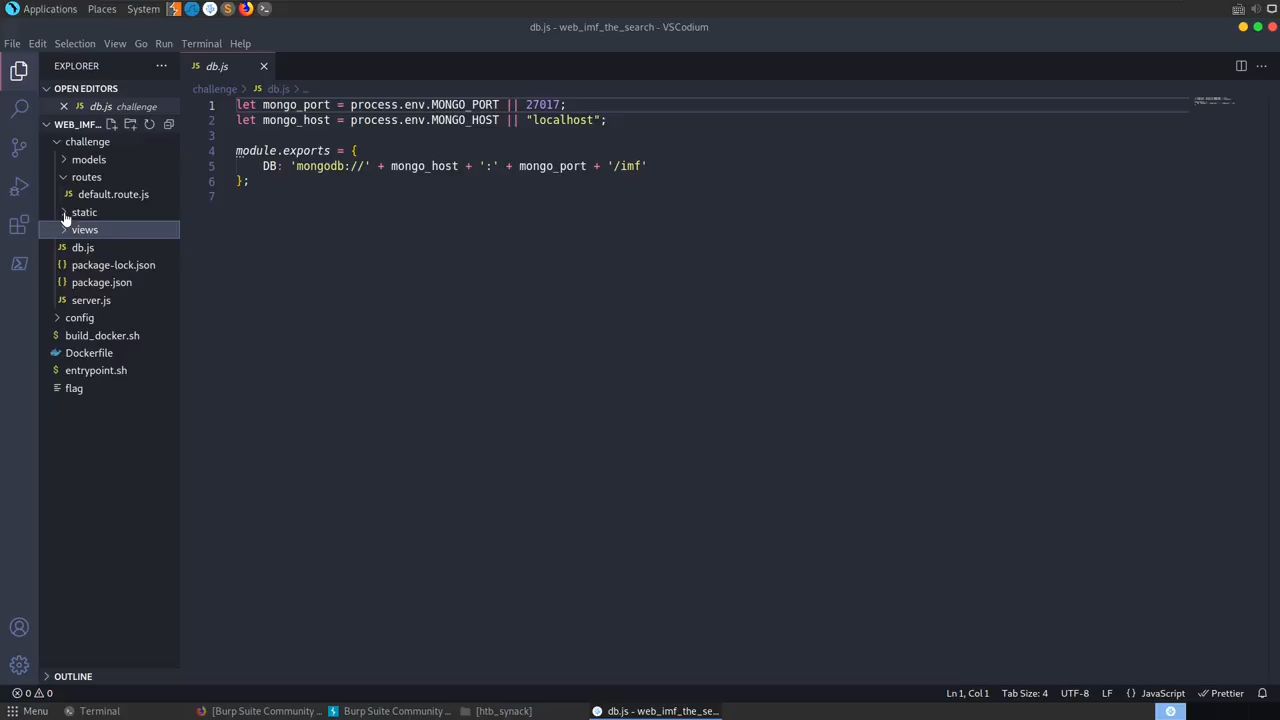 Applications Places System
db.js - web_imf_the_search - VSCodium
File Edit Selection View Go Run Terminal Help
EXPLORER
OPEN EDITORS
db.js challenge
WEB_IMF...
challenge
models
routes
JS default.route.js
static
views
JS db.js
{} package-lock.json
{} package.json
JS server.js
config
$ build_docker.sh
Dockerfile
$ entrypoint.sh
flag
OUTLINE
JS db.js
challenge > JS db.js > ...
1 let mongo_port = process.env.MONGO_PORT || 27017;
2 let mongo_host = process.env.MONGO_HOST || "localhost";
3
4 module.exports = {
5 DB: 'mongodb://' + mongo_host + ':' + mongo_port + '/imf'
6 };
7
0 0
Ln 1, Col 1 Tab Size: 4 UTF-8 LF {} JavaScript Prettier
Menu Terminal [Burp Suite Community ... Burp Suite Community ... [htb_synack] db.js - web_imf_the_se...